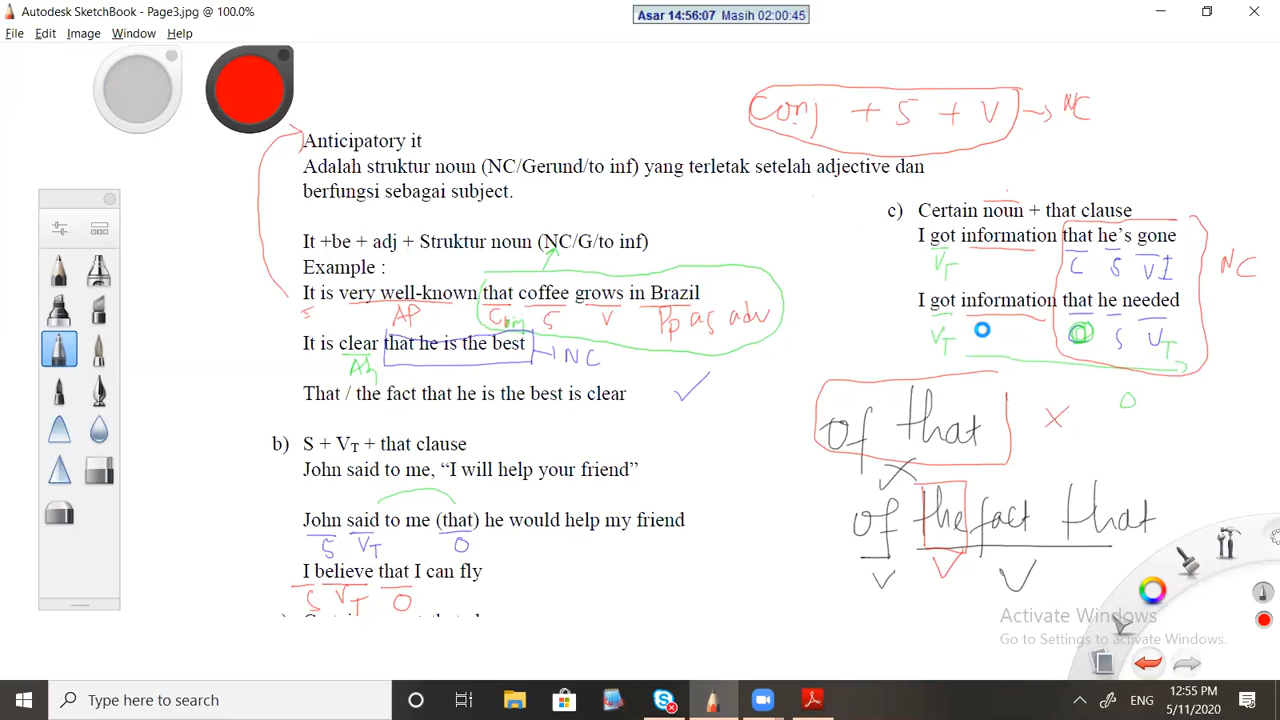 Autodesk SketchBook - Page3.jpg @ 100.0%
Asar 14:56:07 Masih 02:00:45
File Edit Image Window Help
Conj + S + V → NC
Anticipatory it
Adalah struktur noun (NC/Gerund/to inf) yang terletak setelah adjective dan
berfungsi sebagai subject.
It +be + adj + Struktur noun (NC/G/to inf)
Example :
It is very well-known that coffee grows in Brazil
S AP Conj S V Pp as adv
It is clear that he is the best
NC
That / the fact that he is the best is clear
b) S + VT + that clause
John said to me, “I will help your friend”
John said to me (that) he would help my friend
S VT O
I believe that I can fly
S VT O
c) Certain noun + that clause
I got information that he’s gone
VT C S VI
NC
I got information that he needed
VT S VT
O
of that X
of the fact that
Activate Windows
Go to Settings to activate Windows.
Type here to search
ENG
12:55 PM
5/11/2020